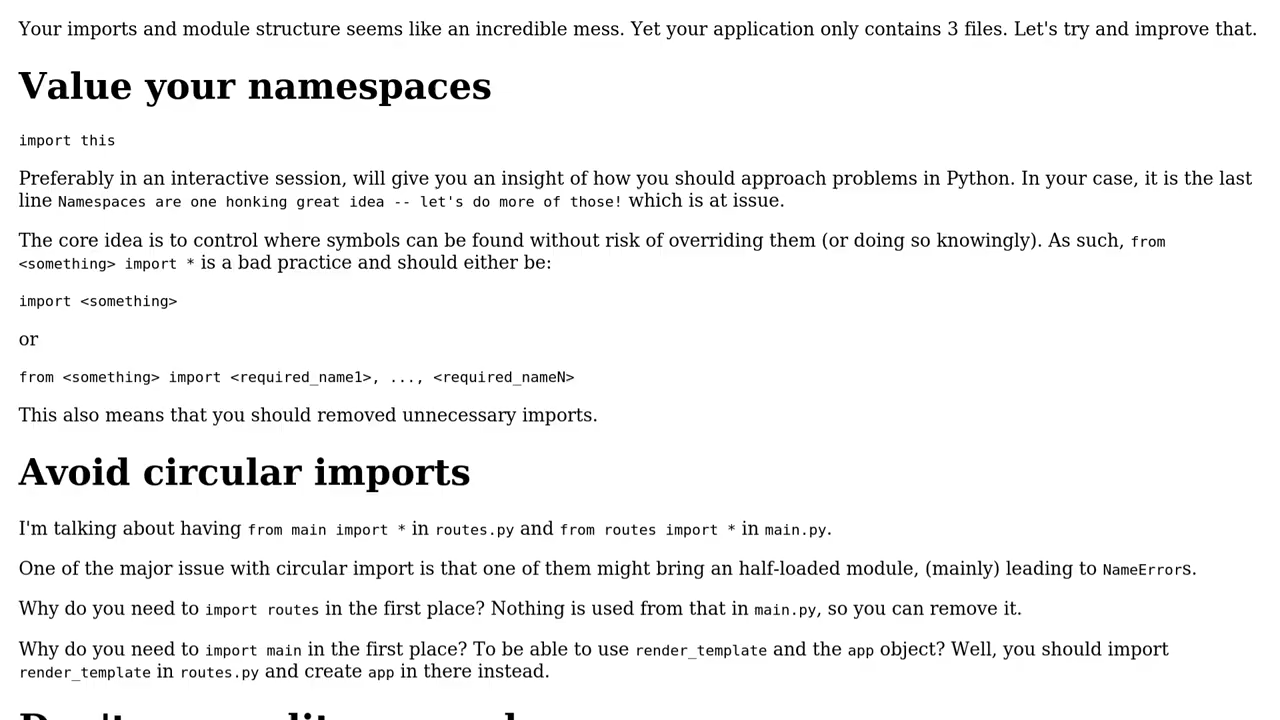 Your imports and module structure seems like an incredible mess. Yet your application only contains 3 files. Let's try and improve that.
Value your namespaces
import this
Preferably in an interactive session, will give you an insight of how you should approach problems in Python. In your case, it is the last
line Namespaces are one honking great idea -- let's do more of those! which is at issue.
The core idea is to control where symbols can be found without risk of overriding them (or doing so knowingly). As such, from
<something> import * is a bad practice and should either be:
import <something>
or
from <something> import <required_name1>, ..., <required_nameN>
This also means that you should removed unnecessary imports.
Avoid circular imports
I'm talking about having from main import * in routes.py and from routes import * in main.py.
One of the major issue with circular import is that one of them might bring an half-loaded module, (mainly) leading to NameErrors.
Why do you need to import routes in the first place? Nothing is used from that in main.py, so you can remove it.
Why do you need to import main in the first place? To be able to use render_template and the app object? Well, you should import
render_template in routes.py and create app in there instead.